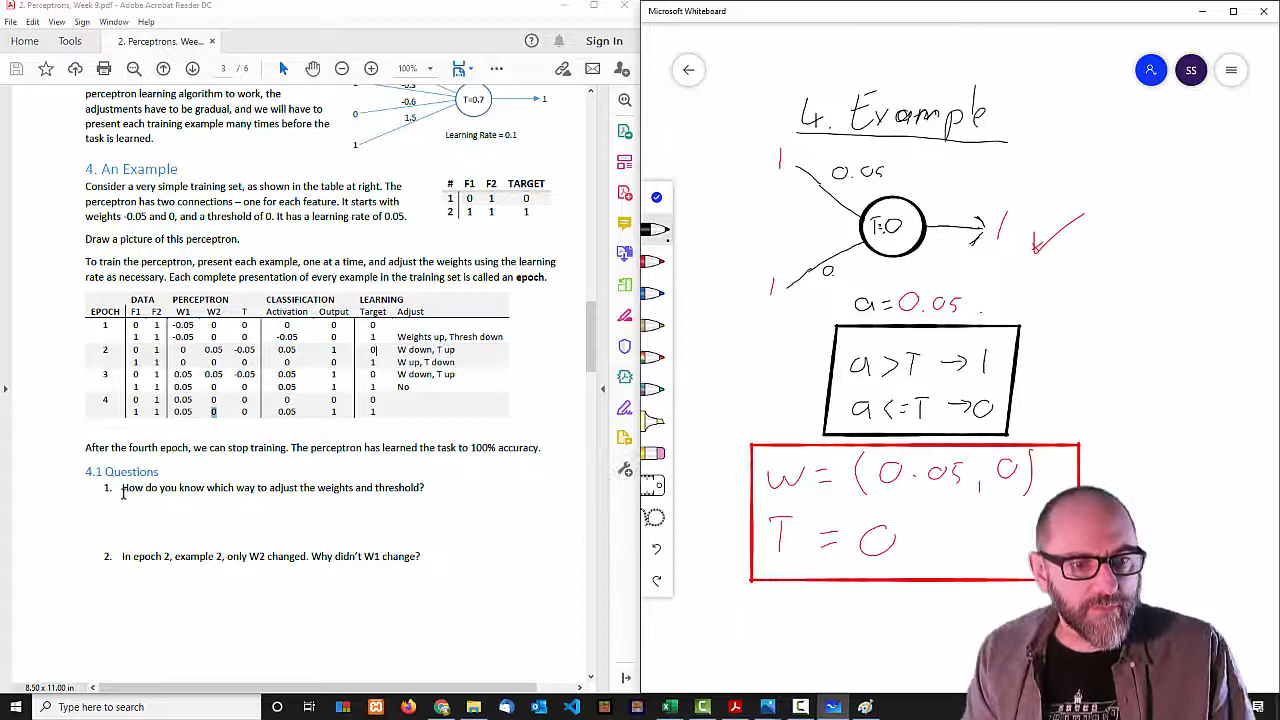 2. Perceptrons, Week 9.pdf - Adobe Acrobat Reader DC
File Edit View Sign Window Help
Home Tools 2. Perceptrons, Wee... × Sign In
3 / 6 100%
perceptron learning algorithm to work, the
adjustments have to be gradual, and we will have to
present each training example many times before the
task is learned.
0
1
-0.6
1.5
T=0.7
1
Learning Rate = 0.1
4. An Example
Consider a very simple training set, as shown in the table at right. The
perceptron has two connections – one for each feature. It starts with
weights -0.05 and 0, and a threshold of 0. It has a learning rate of 0.05.
# F1 F2 TARGET
1 0 1 0
2 1 1 1
Draw a picture of this perceptron.
To train the perceptron, present each example, one at a time, and adjust the weights using the learning
rate as necessary. Each complete presentation of every example in the training set is called an epoch.
DATA PERCEPTRON CLASSIFICATION LEARNING
EPOCH F1 F2 W1 W2 T Activation Output Target Adjust
1 0 1 -0.05 0 0 0 0 0
1 1 -0.05 0 0 -0.05 0 1 Weights up, Thresh down
2 0 1 0 0.05 -0.05 0.05 1 0 W down, T up
1 1 0 0 0 0 0 1 W up, T down
3 0 1 0.05 0.05 -0.05 0.05 1 0 W down, T up
1 1 0.05 0 0 0.05 1 1 No
4 0 1 0.05 0 0 0 0 0
1 1 0.05 0 0 0.05 1 1
After the fourth epoch, we can stop training. The perceptron has learned the task to 100% accuracy.
4.1 Questions
1. How do you know which way to adjust the weights and threshold?
2. In epoch 2, example 2, only W2 changed. Why didn't W1 change?
8.50 x 11.00 in
Type here to search
Microsoft Whiteboard
SS
4. Example
1
0.05
T=0
1
1
0
a = 0.05
a > T → 1
a <= T → 0
W = (0.05, 0)
T = 0